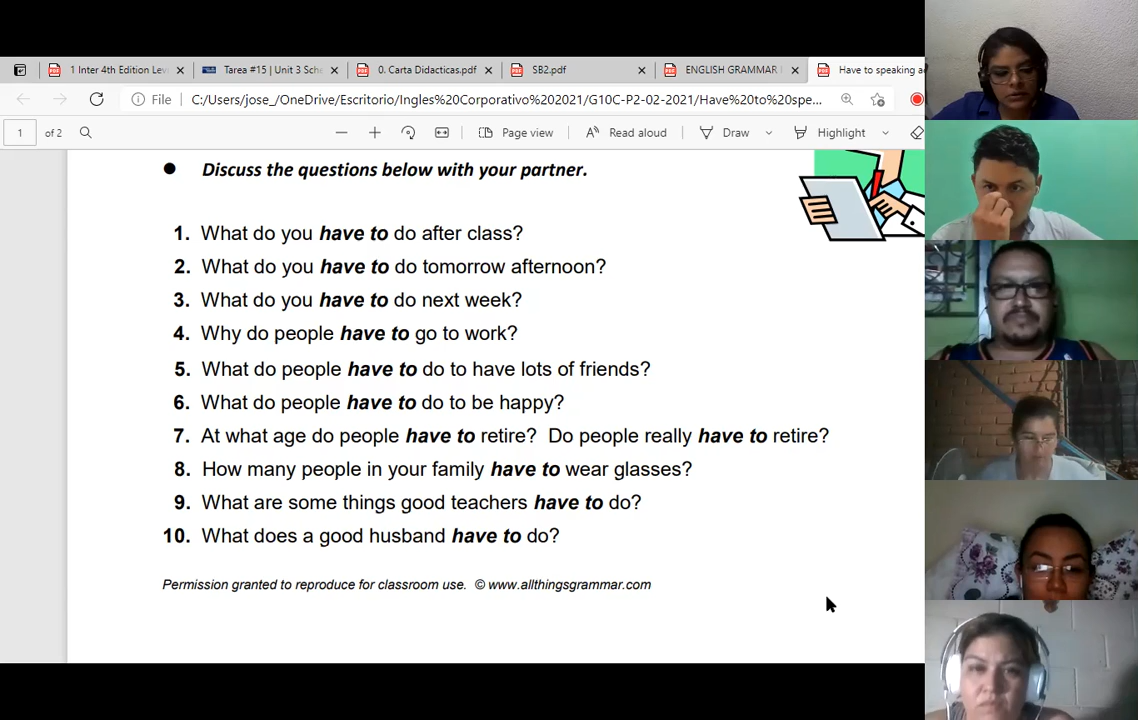 1 Inter 4th Edition Lev
Tarea #15 | Unit 3 Sche
0. Carta Didacticas.pdf
SB2.pdf
ENGLISH GRAMMAR
Have to speaking a
File
C:/Users/jose_/OneDrive/Escritorio/Ingles%20Corporativo%202021/G10C-P2-02-2021/Have%20to%20spe...
1 of 2
Page view
Read aloud
Draw
Highlight
● Discuss the questions below with your partner.
1. What do you have to do after class?
2. What do you have to do tomorrow afternoon?
3. What do you have to do next week?
4. Why do people have to go to work?
5. What do people have to do to have lots of friends?
6. What do people have to do to be happy?
7. At what age do people have to retire? Do people really have to retire?
8. How many people in your family have to wear glasses?
9. What are some things good teachers have to do?
10. What does a good husband have to do?
Permission granted to reproduce for classroom use. © www.allthingsgrammar.com